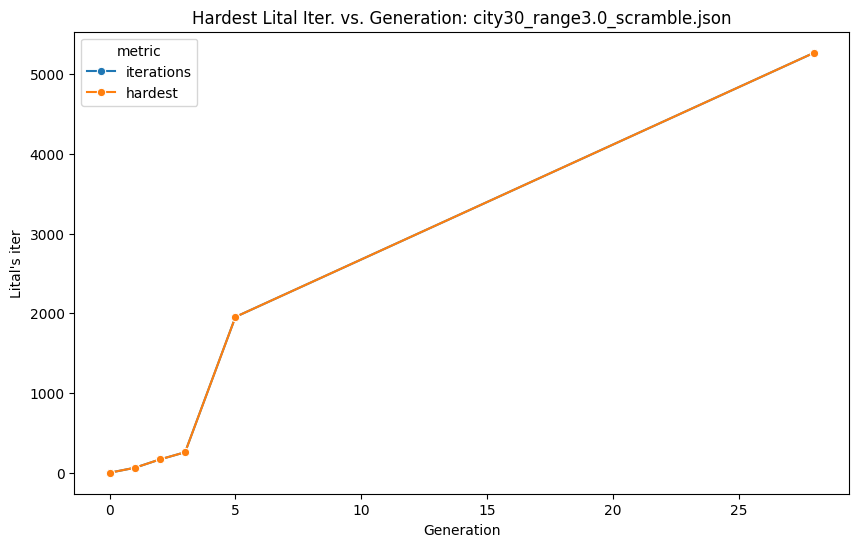 Hardest Lital Iter. vs. Generation: city30_range3.0_scramble.json
metric
iterations
hardest
5000
4000
3000
2000
1000
0
Lital's iter
0 5 10 15 20 25
Generation